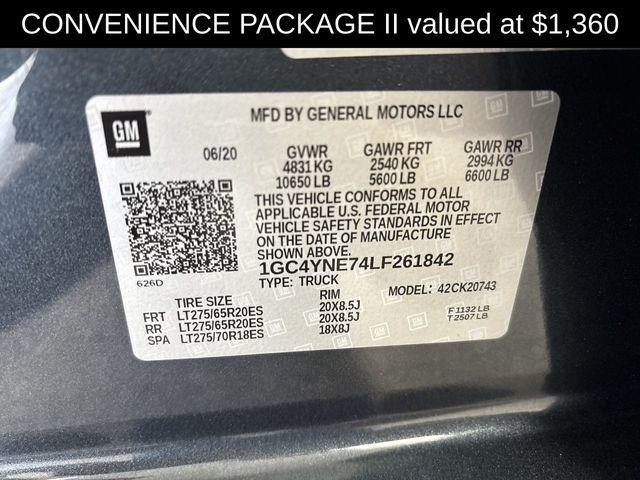 CONVENIENCE PACKAGE II valued at $1,360
GM
MFD BY GENERAL MOTORS LLC
06/20 GVWR GAWR FRT GAWR RR
4831 KG 2540 KG 2994 KG
10650 LB 5600 LB 6600 LB
THIS VEHICLE CONFORMS TO ALL
APPLICABLE U.S. FEDERAL MOTOR
VEHICLE SAFETY STANDARDS IN EFFECT
ON THE DATE OF MANUFACTURE
SHOWN ABOVE
1GC4YNE74LF261842
626D
TYPE: TRUCK MODEL: 42CK20743
TIRE SIZE RIM
FRT LT275/65R20ES 20X8.5J F1132 LB
RR LT275/65R20ES 20X8.5J T2507 LB
SPA LT275/70R18ES 18X8J